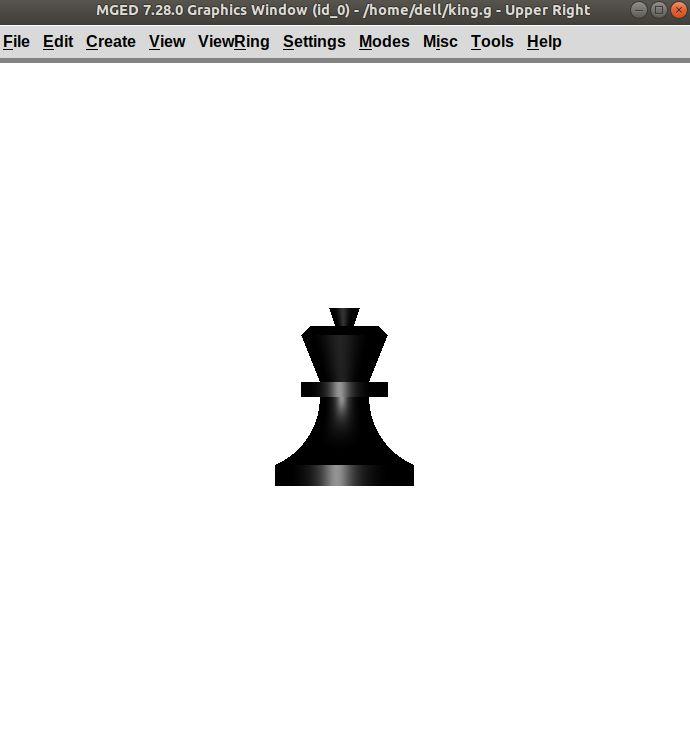 MGED 7.28.0 Graphics Window (id_0) - /home/dell/king.g - Upper Right
File Edit Create View ViewRing Settings Modes Misc Tools Help